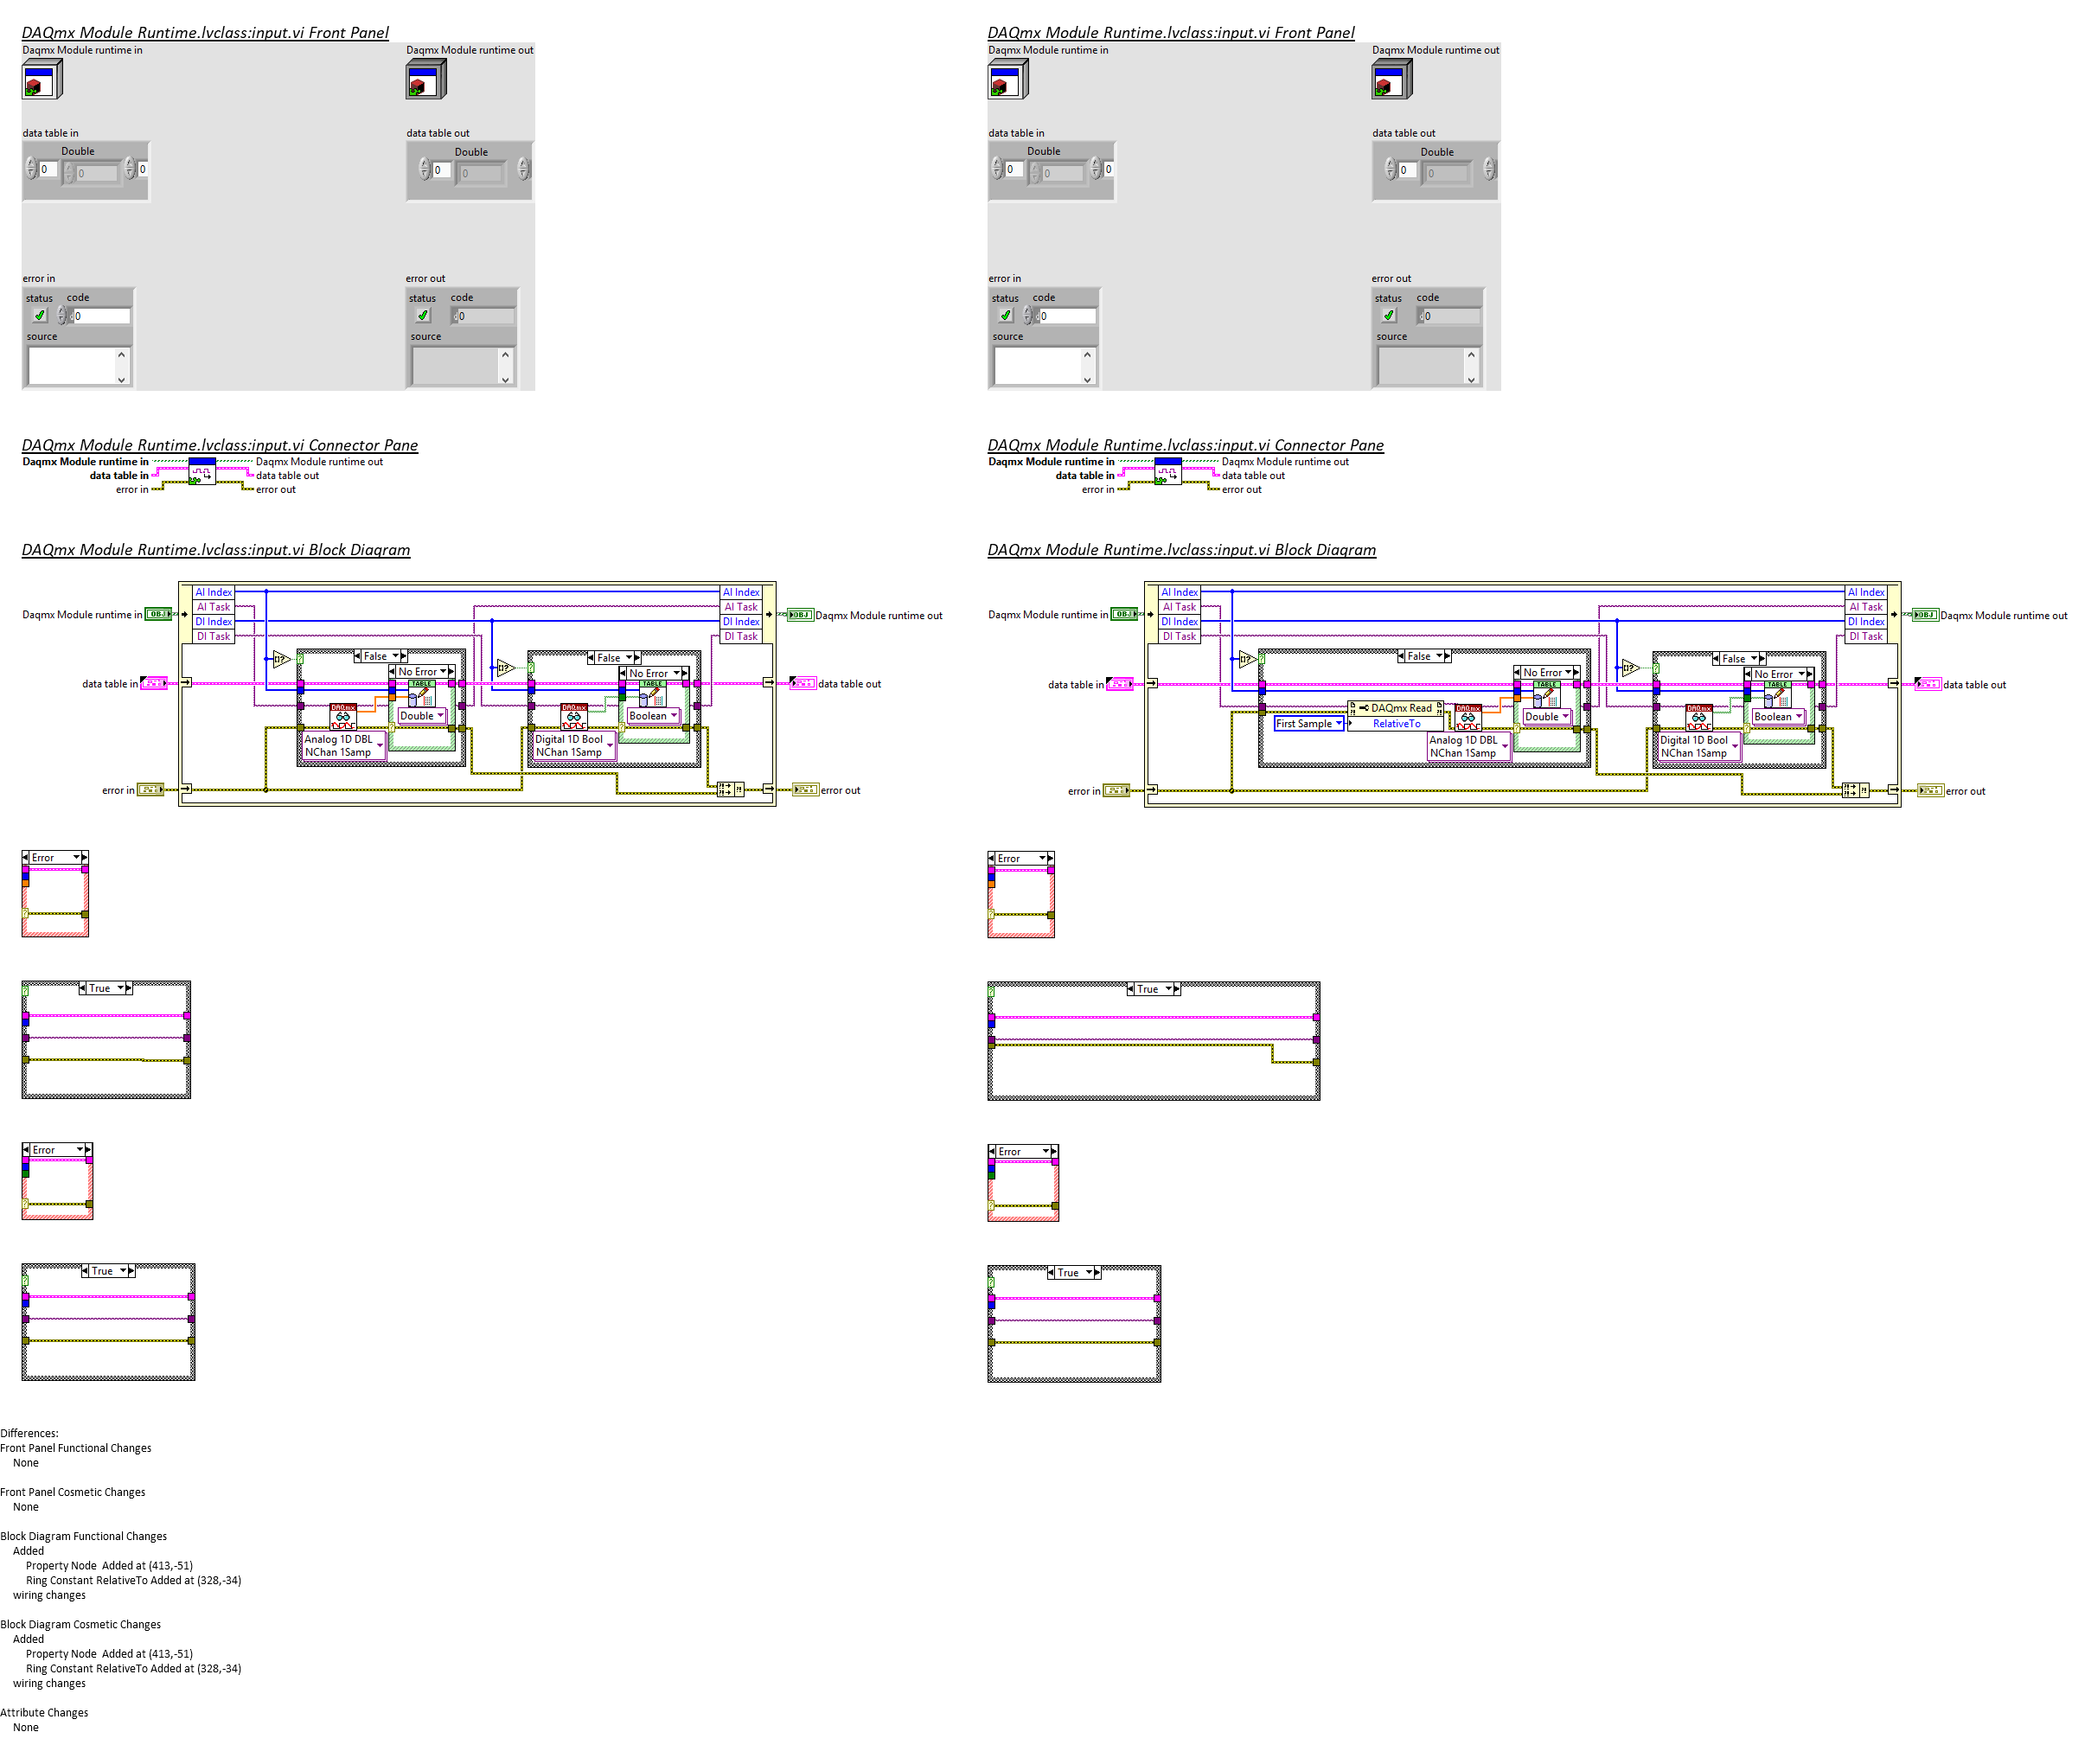 DAQmx Module Runtime.lvclass:input.vi Front Panel
Daqmx Module runtime in
Daqmx Module runtime out
data table in
data table out
Double
0
0
0
Double
0
0
error in
error out
status
code
0
source
status
code
0
source
DAQmx Module Runtime.lvclass:input.vi Connector Pane
Daqmx Module runtime in
Daqmx Module runtime out
data table in
data table out
error in
error out
DAQmx Module Runtime.lvclass:input.vi Block Diagram
AI Index
AI Index
AI Task
AI Task
Daqmx Module runtime in
OBJ
OBJ
Daqmx Module runtime out
DI Index
DI Index
DI Task
DI Task
False
False
No Error
No Error
data table in
TABLE
TABLE
data table out
DAQmx
Double
DAQmx
Boolean
Analog 1D DBL
NChan 1Samp
Digital 1D Bool
NChan 1Samp
error in
error out
Error
True
Error
True
DAQmx Module Runtime.lvclass:input.vi Front Panel
Daqmx Module runtime in
Daqmx Module runtime out
data table in
data table out
Double
0
0
0
Double
0
0
error in
error out
status
code
0
source
status
code
0
source
DAQmx Module Runtime.lvclass:input.vi Connector Pane
Daqmx Module runtime in
Daqmx Module runtime out
data table in
data table out
error in
error out
DAQmx Module Runtime.lvclass:input.vi Block Diagram
AI Index
AI Index
AI Task
AI Task
Daqmx Module runtime in
OBJ
OBJ
Daqmx Module runtime out
DI Index
DI Index
DI Task
DI Task
False
False
No Error
No Error
data table in
TABLE
TABLE
data table out
DAQmx Read
First Sample
RelativeTo
DAQmx
Double
DAQmx
Boolean
Analog 1D DBL
NChan 1Samp
Digital 1D Bool
NChan 1Samp
error in
error out
Error
True
Error
True
Differences:
Front Panel Functional Changes
None
Front Panel Cosmetic Changes
None
Block Diagram Functional Changes
Added
Property Node  Added at (413,-51)
Ring Constant RelativeTo Added at (328,-34)
wiring changes
Block Diagram Cosmetic Changes
Added
Property Node  Added at (413,-51)
Ring Constant RelativeTo Added at (328,-34)
wiring changes
Attribute Changes
None